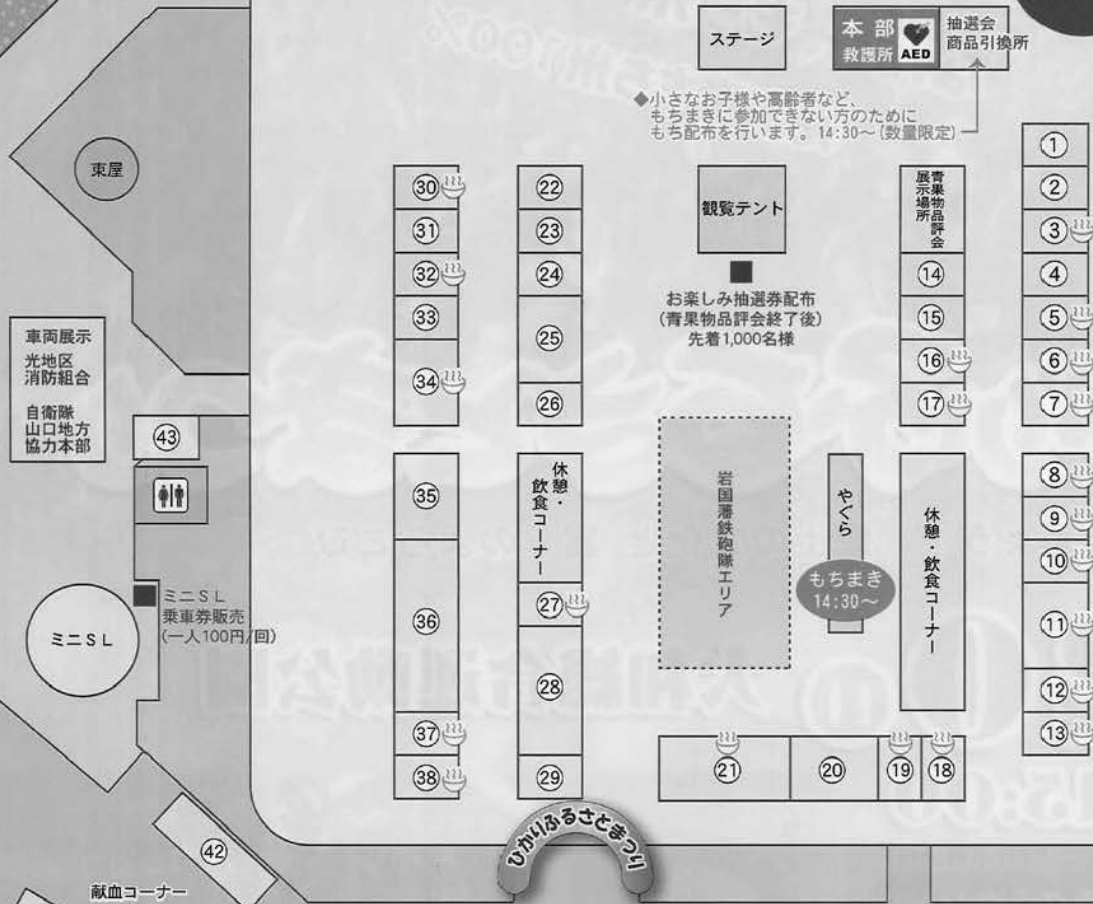 ステージ
本部
救護所
AED
抽選会
商品引換所
◆小さなお子様や高齢者など、
もちまきに参加できない方のために
もち配布を行います。14:30～(数量限定)
東屋
車両展示
光地区
消防組合
自衛隊
山口地方
協力本部
㊸
ミニSL
ミニSL
乗車券販売
(一人100円/回)
㊷
献血コーナー
㉚
㉛
㉜
㉝
㉞
㉟
㊱
㊲
㊳
㉒
㉓
㉔
㉕
㉖
休憩・
飲食コーナー
㉗
㉘
㉙
観覧テント
お楽しみ抽選券配布
(青果物品評会終了後)
先着1,000名様
岩国藩鉄砲隊エリア
やぐら
もちまき
14:30～
青果物品評会
展示場所
⑭
⑮
⑯
⑰
休憩・飲食コーナー
①
②
③
④
⑤
⑥
⑦
⑧
⑨
⑩
⑪
⑫
⑬
㉑
⑳
⑲
⑱
ひかりふるさとまつり